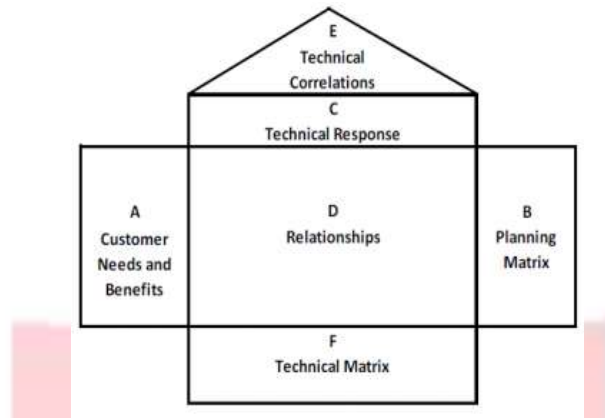 E
Technical
Correlations
C
Technical Response
A
Customer
Needs and
Benefits
D
Relationships
B
Planning
Matrix
F
Technical Matrix